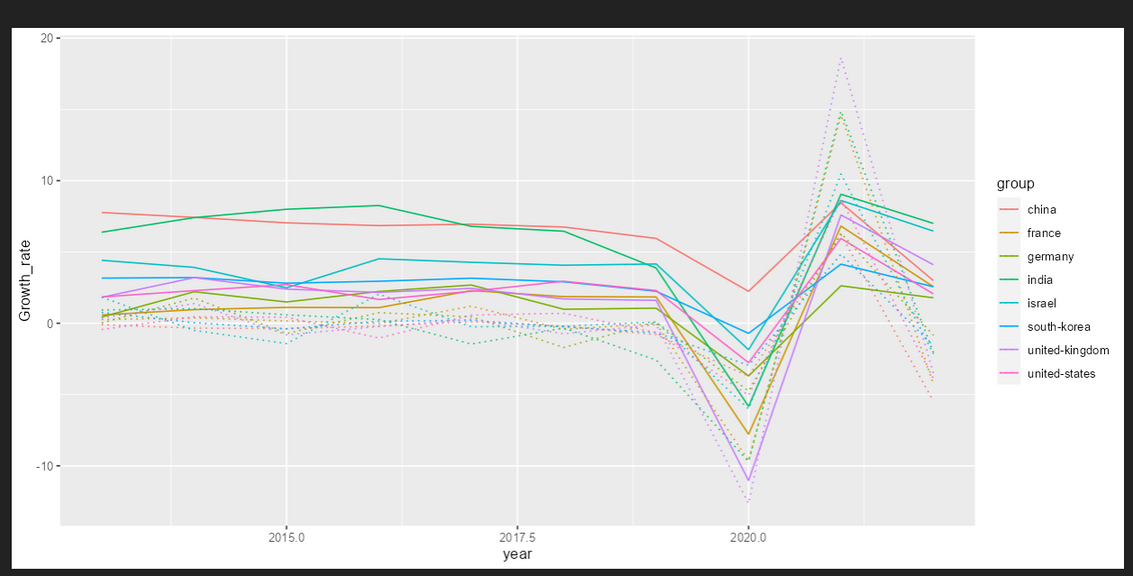 20
10
0
-10
Growth_rate
2015.0
2017.5
2020.0
year
group
china
france
germany
india
israel
south-korea
united-kingdom
united-states